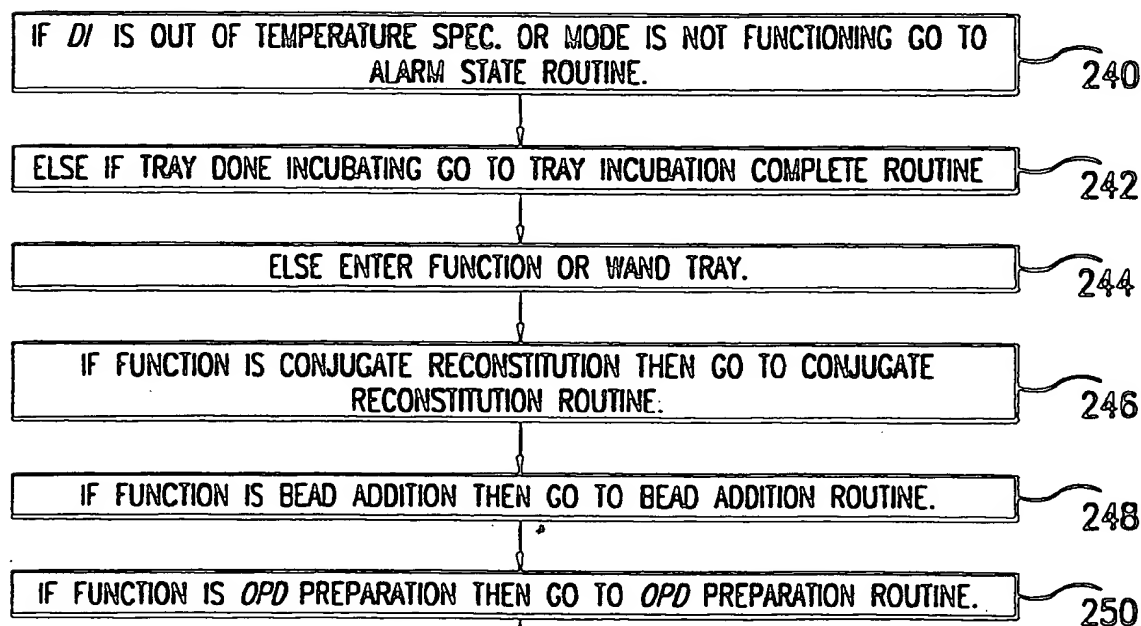 IF DI IS OUT OF TEMPERATURE SPEC. OR MODE IS NOT FUNCTIONING GO TO
ALARM STATE ROUTINE.
240
ELSE IF TRAY DONE INCUBATING GO TO TRAY INCUBATION COMPLETE ROUTINE
242
ELSE ENTER FUNCTION OR WAND TRAY.
244
IF FUNCTION IS CONJUGATE RECONSTITUTION THEN GO TO CONJUGATE
RECONSTITUTION ROUTINE.
246
IF FUNCTION IS BEAD ADDITION THEN GO TO BEAD ADDITION ROUTINE.
248
IF FUNCTION IS OPD PREPARATION THEN GO TO OPD PREPARATION ROUTINE.
250